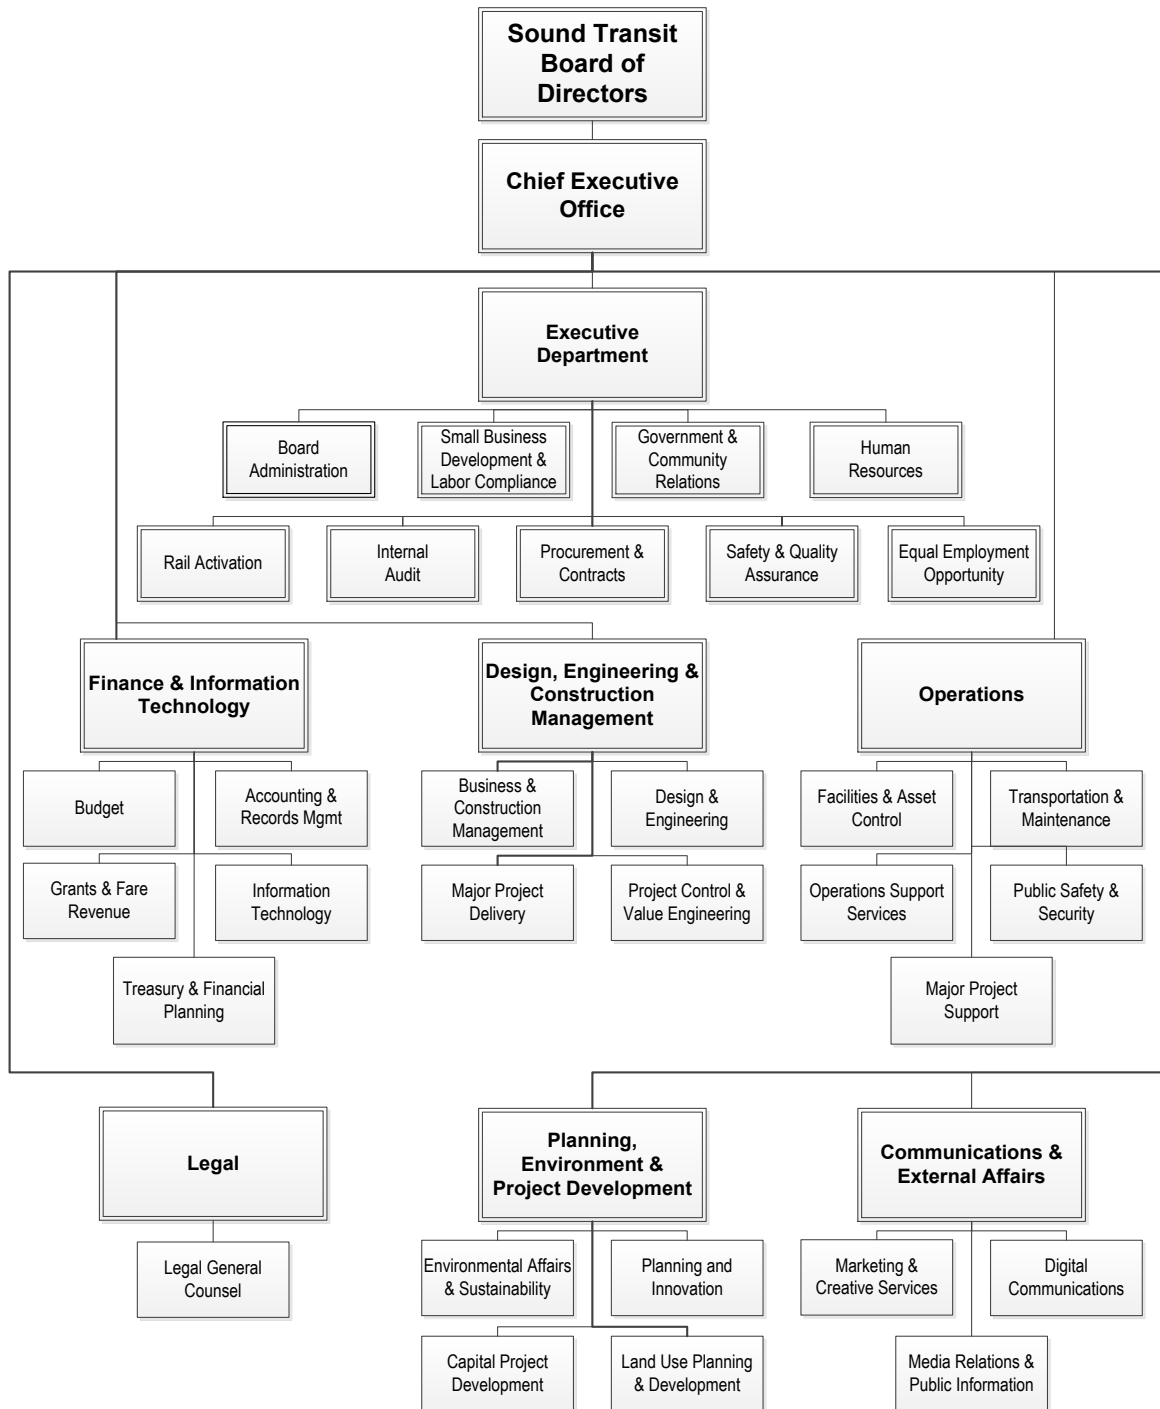 Sound Transit
Board of
Directors
Chief Executive
Office
Executive
Department
Board
Administration
Small Business
Development &
Labor Compliance
Government &
Community
Relations
Human
Resources
Rail Activation
Internal
Audit
Procurement &
Contracts
Safety & Quality
Assurance
Equal Employment
Opportunity
Finance & Information
Technology
Design, Engineering &
Construction
Management
Operations
Budget
Accounting &
Records Mgmt
Business &
Construction
Management
Design &
Engineering
Facilities & Asset
Control
Transportation &
Maintenance
Grants & Fare
Revenue
Information
Technology
Major Project
Delivery
Project Control &
Value Engineering
Operations Support
Services
Public Safety &
Security
Treasury & Financial
Planning
Major Project
Support
Legal
Planning,
Environment &
Project Development
Communications &
External Affairs
Legal General
Counsel
Environmental Affairs
& Sustainability
Planning and
Innovation
Marketing &
Creative Services
Digital
Communications
Capital Project
Development
Land Use Planning
& Development
Media Relations &
Public Information